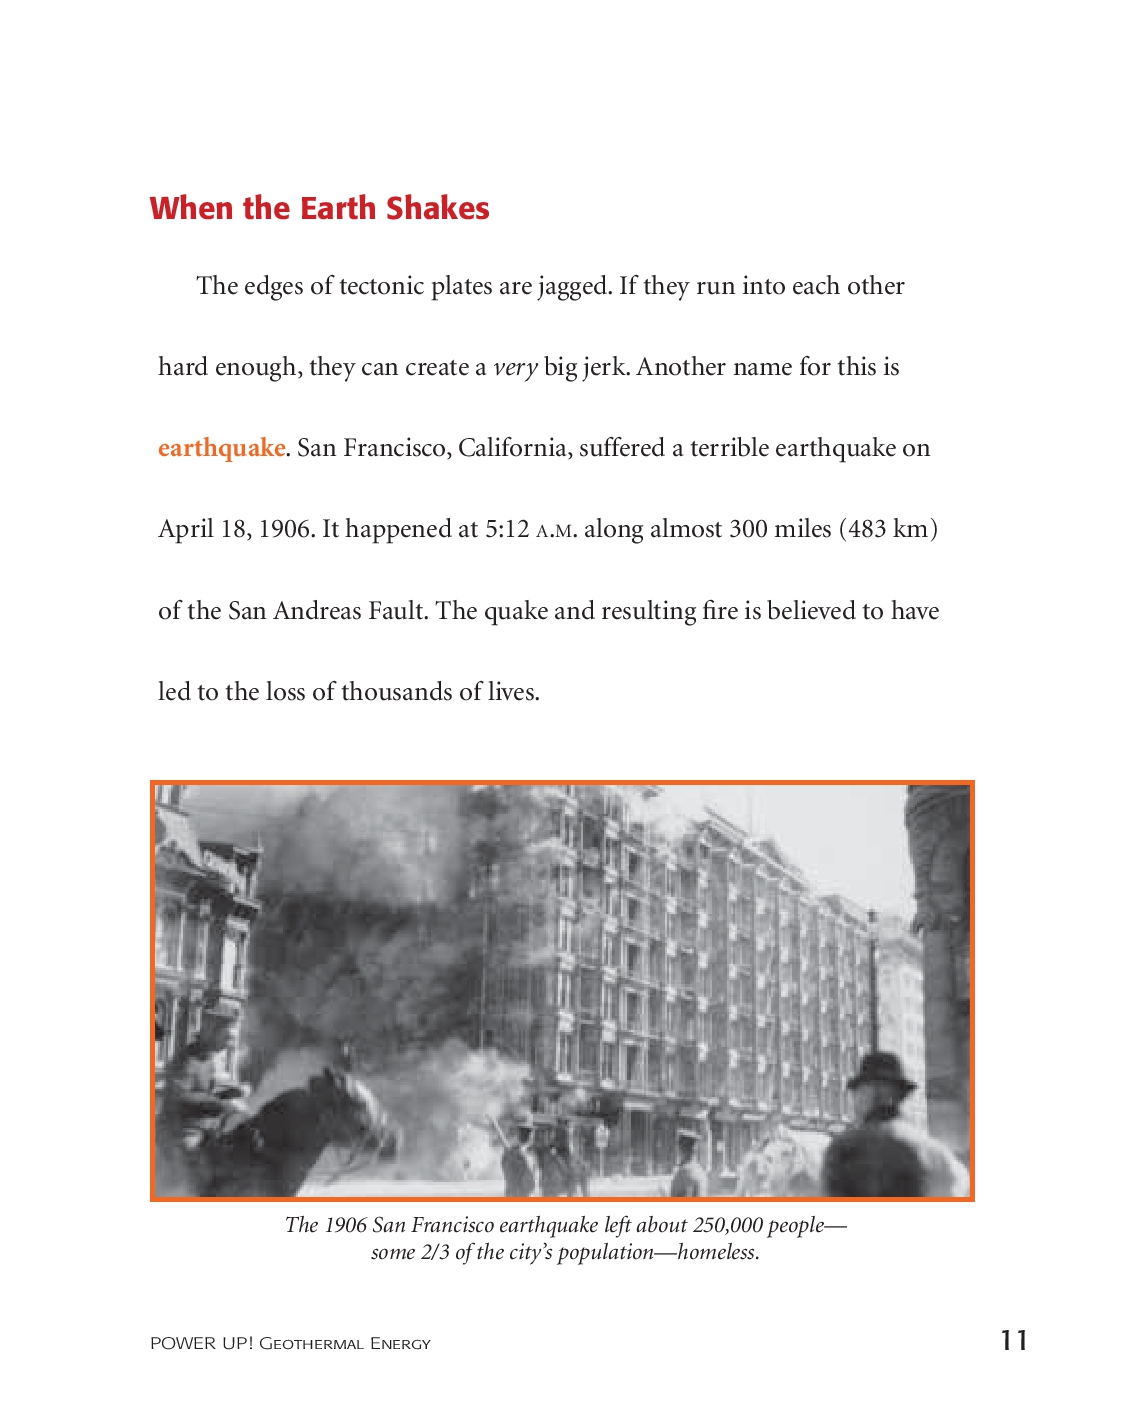 When the Earth Shakes
The edges of tectonic plates are jagged. If they run into each other
hard enough, they can create a very big jerk. Another name for this is
earthquake. San Francisco, California, suffered a terrible earthquake on
April 18, 1906. It happened at 5:12 A.M. along almost 300 miles (483 km)
of the San Andreas Fault. The quake and resulting fire is believed to have
led to the loss of thousands of lives.
The 1906 San Francisco earthquake left about 250,000 people—
some 2/3 of the city’s population—homeless.
POWER UP! GEOTHERMAL ENERGY
11